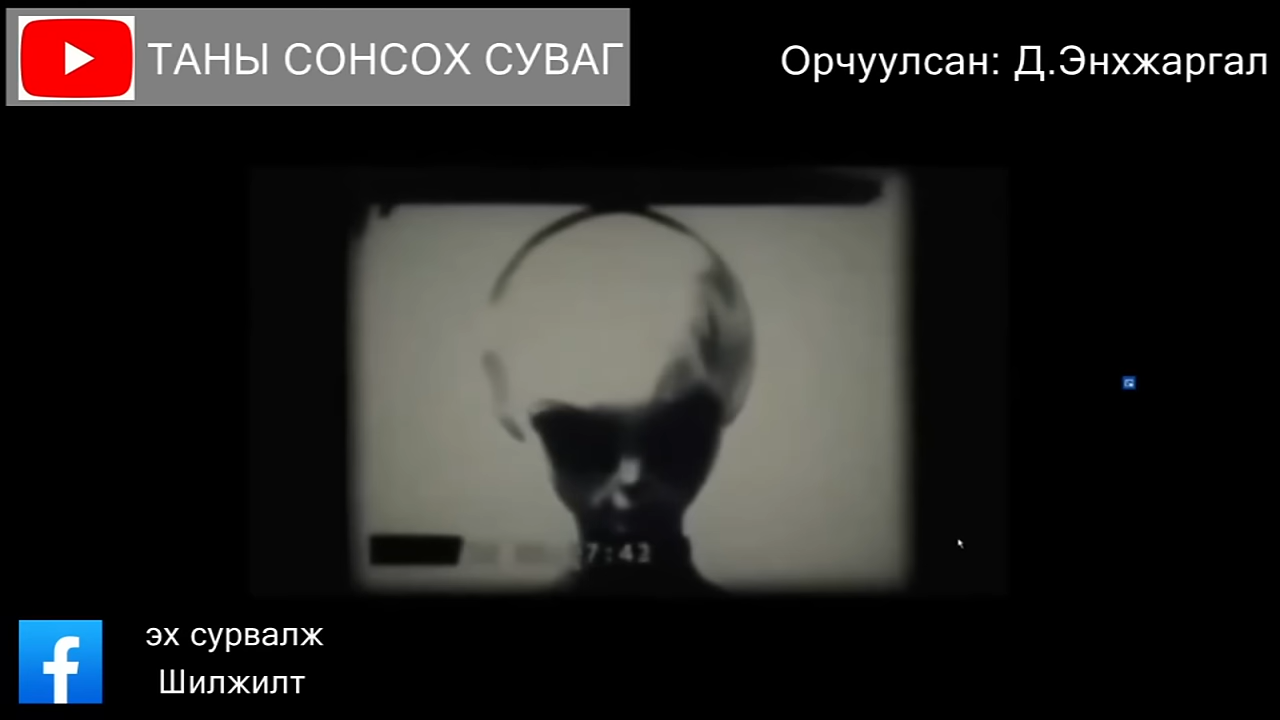 ТАНЫ СОНСОХ СУВАГ
Орчуулсан: Д.Энхжаргал
7:42
эх сурвалж
Шилжилт